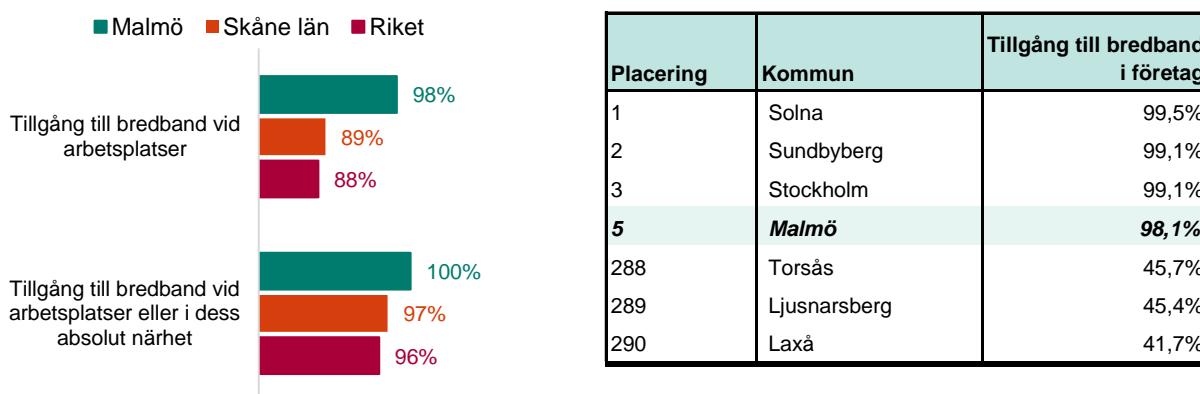 Malmö Skåne län Riket
Tillgång till bredband vid
arbetsplatser
98%
89%
88%
Tillgång till bredband vid
arbetsplatser eller i dess
absolut närhet
100%
97%
96%
Tillgång till bredband
Placering Kommun i företag
1 Solna 99,5%
2 Sundbyberg 99,1%
3 Stockholm 99,1%
5 Malmö 98,1%
288 Torsås 45,7%
289 Ljusnarsberg 45,4%
290 Laxå 41,7%